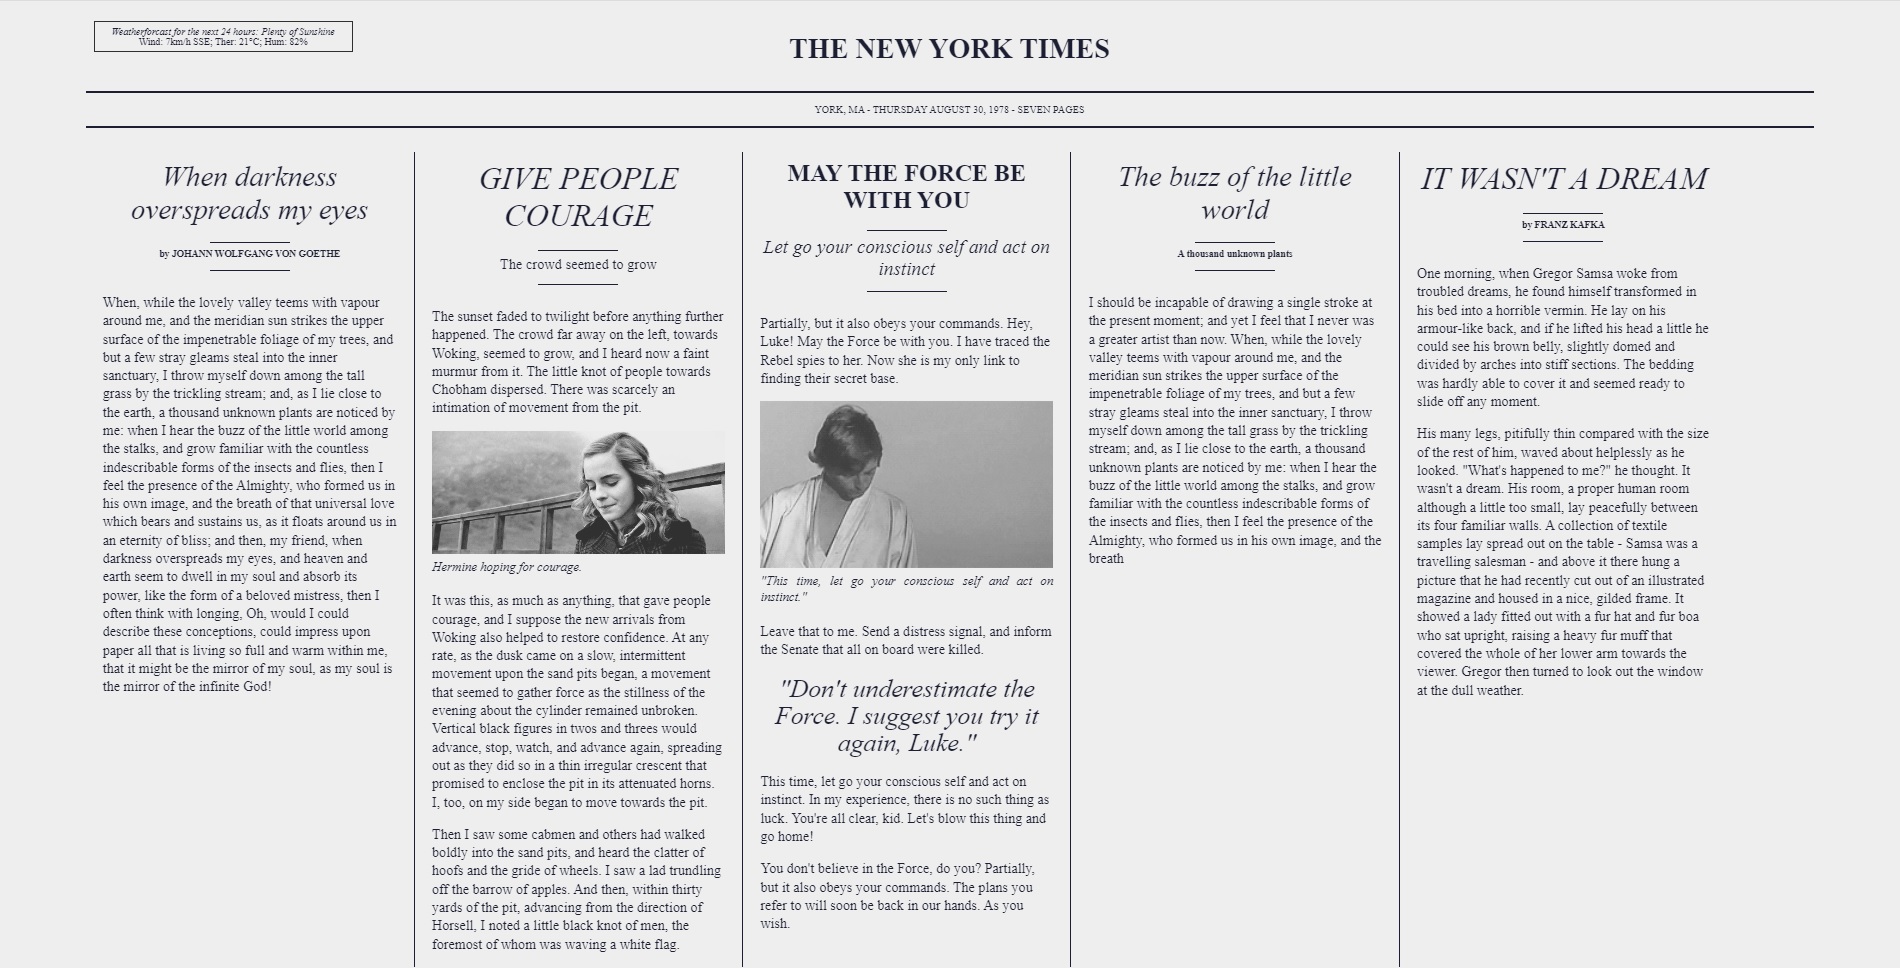 Weatherforcast for the next 24 hours: Plenty of Sunshine
Wind: 7km/h SSE; Ther: 21°C; Hum: 82%
THE NEW YORK TIMES
YORK, MA - THURSDAY AUGUST 30, 1978 - SEVEN PAGES
When darkness
overspreads my eyes
by JOHANN WOLFGANG VON GOETHE
When, while the lovely valley teems with vapour
around me, and the meridian sun strikes the upper
surface of the impenetrable foliage of my trees, and
but a few stray gleams steal into the inner
sanctuary, I throw myself down among the tall
grass by the trickling stream; and, as I lie close to
the earth, a thousand unknown plants are noticed by
me: when I hear the buzz of the little world among
the stalks, and grow familiar with the countless
indescribable forms of the insects and flies, then I
feel the presence of the Almighty, who formed us in
his own image, and the breath of that universal love
which bears and sustains us, as it floats around us in
an eternity of bliss; and then, my friend, when
darkness overspreads my eyes, and heaven and
earth seem to dwell in my soul and absorb its
power, like the form of a beloved mistress, then I
often think with longing, Oh, would I could
describe these conceptions, could impress upon
paper all that is living so full and warm within me,
that it might be the mirror of my soul, as my soul is
the mirror of the infinite God!
GIVE PEOPLE
COURAGE
The crowd seemed to grow
The sunset faded to twilight before anything further
happened. The crowd far away on the left, towards
Woking, seemed to grow, and I heard now a faint
murmur from it. The little knot of people towards
Chobham dispersed. There was scarcely an
intimation of movement from the pit.
Hermine hoping for courage.
It was this, as much as anything, that gave people
courage, and I suppose the new arrivals from
Woking also helped to restore confidence. At any
rate, as the dusk came on a slow, intermittent
movement upon the sand pits began, a movement
that seemed to gather force as the stillness of the
evening about the cylinder remained unbroken.
Vertical black figures in twos and threes would
advance, stop, watch, and advance again, spreading
out as they did so in a thin irregular crescent that
promised to enclose the pit in its attenuated horns.
I, too, on my side began to move towards the pit.
Then I saw some cabmen and others had walked
boldly into the sand pits, and heard the clatter of
hoofs and the gride of wheels. I saw a lad trundling
off the barrow of apples. And then, within thirty
yards of the pit, advancing from the direction of
Horsell, I noted a little black knot of men, the
foremost of whom was waving a white flag.
MAY THE FORCE BE
WITH YOU
Let go your conscious self and act on
instinct
Partially, but it also obeys your commands. Hey,
Luke! May the Force be with you. I have traced the
Rebel spies to her. Now she is my only link to
finding their secret base.
"This time, let go your conscious self and act on
instinct."
Leave that to me. Send a distress signal, and inform
the Senate that all on board were killed.
"Don't underestimate the
Force. I suggest you try it
again, Luke."
This time, let go your conscious self and act on
instinct. In my experience, there is no such thing as
luck. You're all clear, kid. Let's blow this thing and
go home!
You don't believe in the Force, do you? Partially,
but it also obeys your commands. The plans you
refer to will soon be back in our hands. As you
wish.
The buzz of the little
world
A thousand unknown plants
I should be incapable of drawing a single stroke at
the present moment; and yet I feel that I never was
a greater artist than now. When, while the lovely
valley teems with vapour around me, and the
meridian sun strikes the upper surface of the
impenetrable foliage of my trees, and but a few
stray gleams steal into the inner sanctuary, I throw
myself down among the tall grass by the trickling
stream; and, as I lie close to the earth, a thousand
unknown plants are noticed by me: when I hear the
buzz of the little world among the stalks, and grow
familiar with the countless indescribable forms of
the insects and flies, then I feel the presence of the
Almighty, who formed us in his own image, and the
breath
IT WASN'T A DREAM
by FRANZ KAFKA
One morning, when Gregor Samsa woke from
troubled dreams, he found himself transformed in
his bed into a horrible vermin. He lay on his
armour-like back, and if he lifted his head a little he
could see his brown belly, slightly domed and
divided by arches into stiff sections. The bedding
was hardly able to cover it and seemed ready to
slide off any moment.
His many legs, pitifully thin compared with the size
of the rest of him, waved about helplessly as he
looked. "What's happened to me?" he thought. It
wasn't a dream. His room, a proper human room
although a little too small, lay peacefully between
its four familiar walls. A collection of textile
samples lay spread out on the table - Samsa was a
travelling salesman - and above it there hung a
picture that he had recently cut out of an illustrated
magazine and housed in a nice, gilded frame. It
showed a lady fitted out with a fur hat and fur boa
who sat upright, raising a heavy fur muff that
covered the whole of her lower arm towards the
viewer. Gregor then turned to look out the window
at the dull weather.